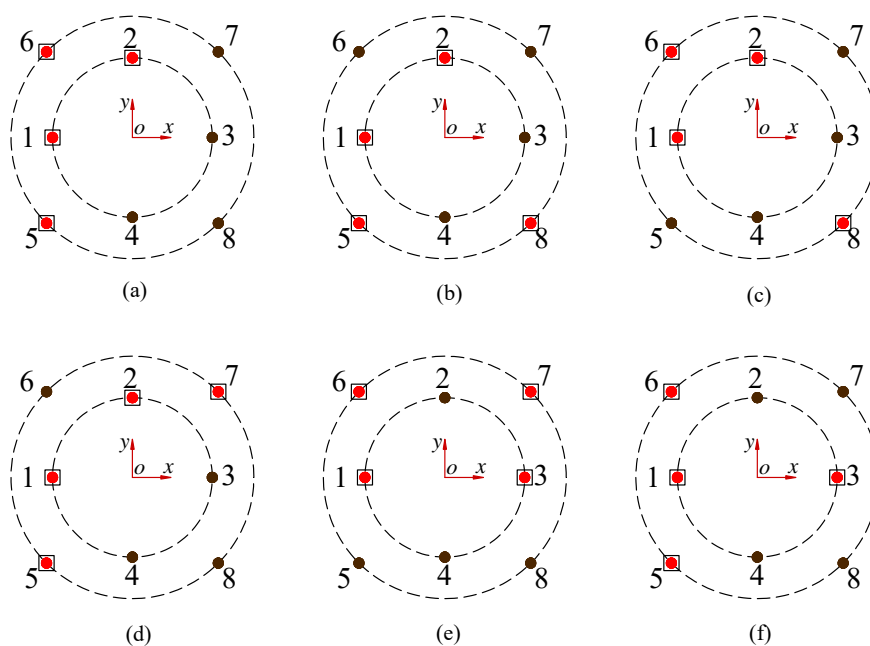 6 2 7 6 2 7 6 2 7
y y y
1 o x 3 1 o x 3 1 o x 3
5 4 8 5 4 8 5 4 8
(a) (b) (c)
6 2 7 6 2 7 6 2 7
y y y
1 o x 3 1 o x 3 1 o x 3
5 4 8 5 4 8 5 4 8
(d) (e) (f)